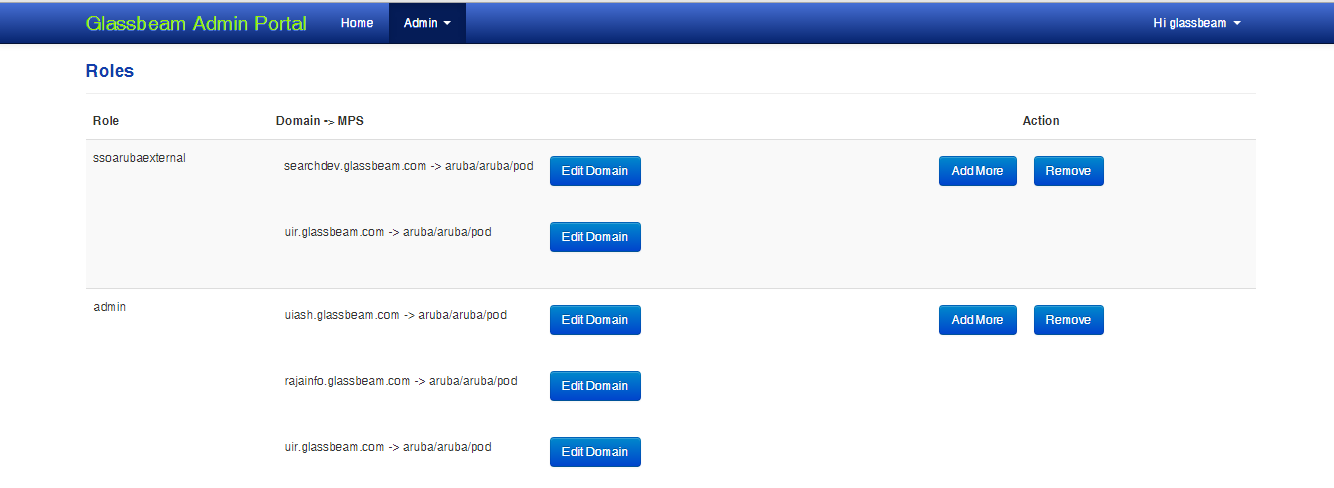 Glassbeam Admin Portal Home Admin Hi glassbeam
Roles
Role Domain -> MPS Action
ssoarubaexternal searchdev.glassbeam.com -> aruba/aruba/pod Edit Domain Add More Remove
uir.glassbeam.com -> aruba/aruba/pod Edit Domain
admin uiash.glassbeam.com -> aruba/aruba/pod Edit Domain Add More Remove
rajainfo.glassbeam.com -> aruba/aruba/pod Edit Domain
uir.glassbeam.com -> aruba/aruba/pod Edit Domain